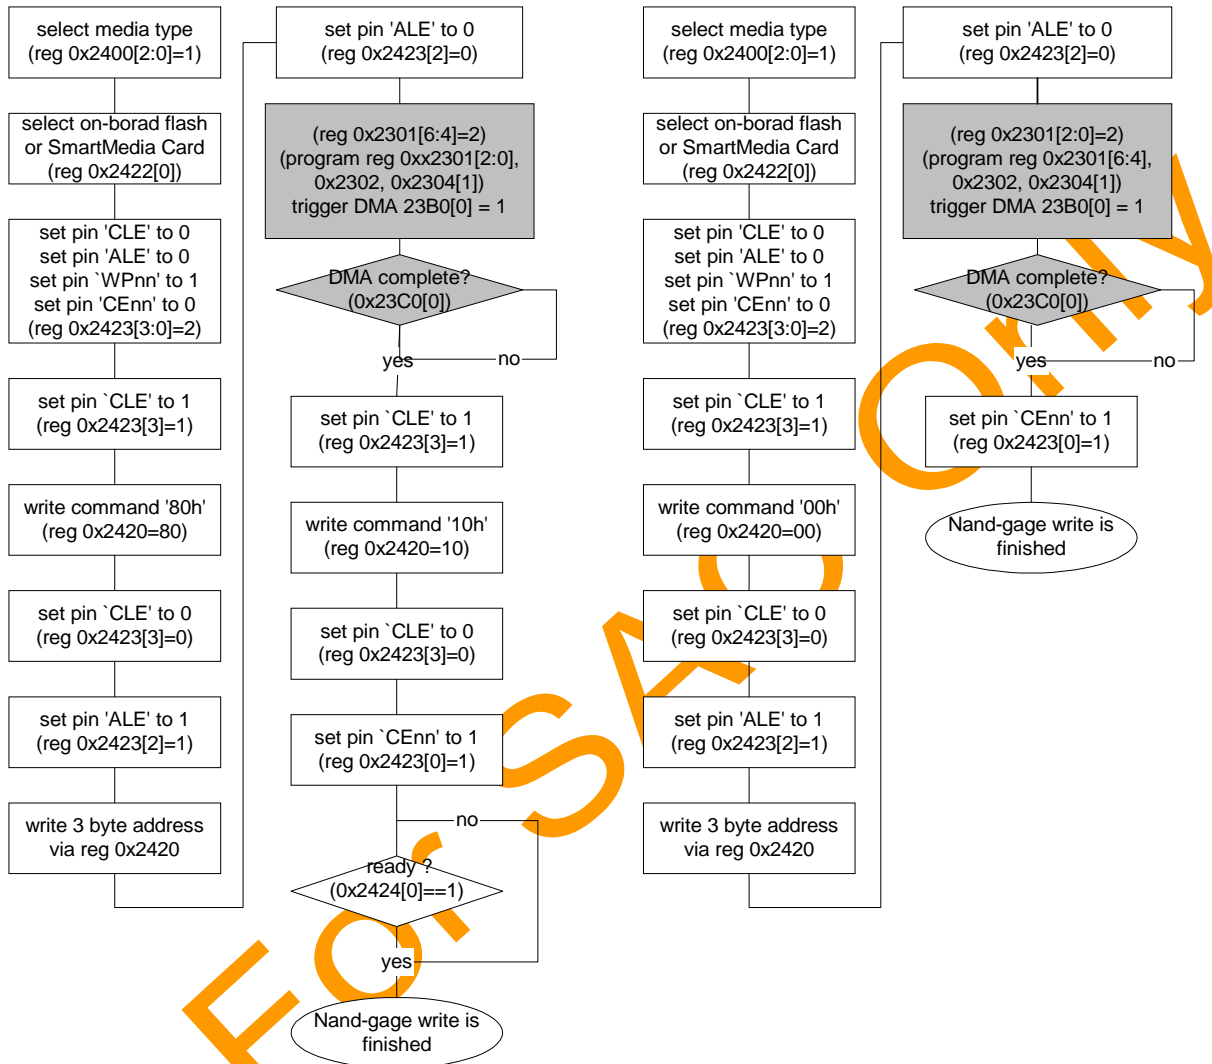 select media type
(reg 0x2400[2:0]=1)
select on-borad flash
or SmartMedia Card
(reg 0x2422[0])
set pin 'CLE' to 0
set pin 'ALE' to 0
set pin `WPnn' to 1
set pin 'CEnn' to 0
(reg 0x2423[3:0]=2)
set pin `CLE' to 1
(reg 0x2423[3]=1)
write command '80h'
(reg 0x2420=80)
set pin `CLE' to 0
(reg 0x2423[3]=0)
set pin 'ALE' to 1
(reg 0x2423[2]=1)
write 3 byte address
via reg 0x2420
set pin 'ALE' to 0
(reg 0x2423[2]=0)
(reg 0x2301[6:4]=2)
(program reg 0xx2301[2:0],
0x2302, 0x2304[1])
trigger DMA 23B0[0] = 1
DMA complete?
(0x23C0[0])
yes
no
set pin `CLE' to 1
(reg 0x2423[3]=1)
write command '10h'
(reg 0x2420=10)
set pin `CLE' to 0
(reg 0x2423[3]=0)
set pin `CEnn' to 1
(reg 0x2423[0]=1)
no
ready ?
(0x2424[0]==1)
yes
Nand-gage write is
finished
select media type
(reg 0x2400[2:0]=1)
select on-borad flash
or SmartMedia Card
(reg 0x2422[0])
set pin 'CLE' to 0
set pin 'ALE' to 0
set pin `WPnn' to 1
set pin 'CEnn' to 0
(reg 0x2423[3:0]=2)
set pin `CLE' to 1
(reg 0x2423[3]=1)
write command '00h'
(reg 0x2420=00)
set pin `CLE' to 0
(reg 0x2423[3]=0)
set pin 'ALE' to 1
(reg 0x2423[2]=1)
write 3 byte address
via reg 0x2420
set pin 'ALE' to 0
(reg 0x2423[2]=0)
(reg 0x2301[2:0]=2)
(program reg 0x2301[6:4],
0x2302, 0x2304[1])
trigger DMA 23B0[0] = 1
DMA complete?
(0x23C0[0])
yes
no
set pin `CEnn' to 1
(reg 0x2423[0]=1)
Nand-gage write is
finished
For
Only